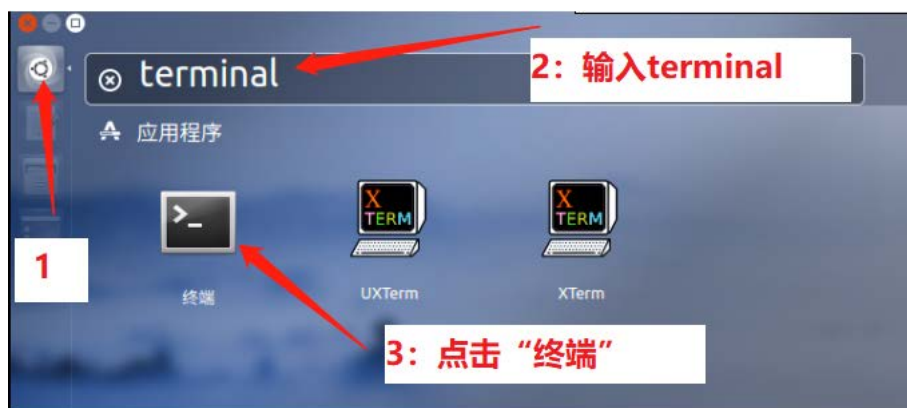 terminal
2：输入terminal
应用程序
X
TERM
X
TERM
1
终端
UXTerm
XTerm
3：点击“终端”